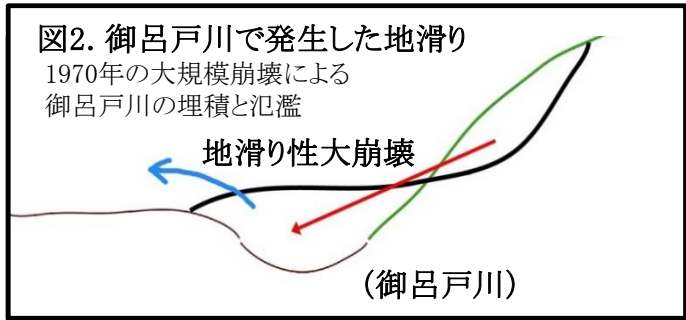 図2. 御呂戸川で発生した地滑り
1970年の大規模崩壊による
御呂戸川の埋積と氾濫
地滑り性大崩壊
(御呂戸川)